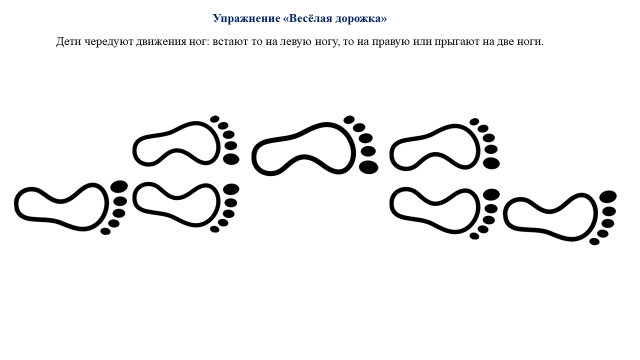 Упражнение «Весёлая дорожка»
Дети чередуют движения ног: встают то на левую ногу, то на правую или прыгают на две ноги.